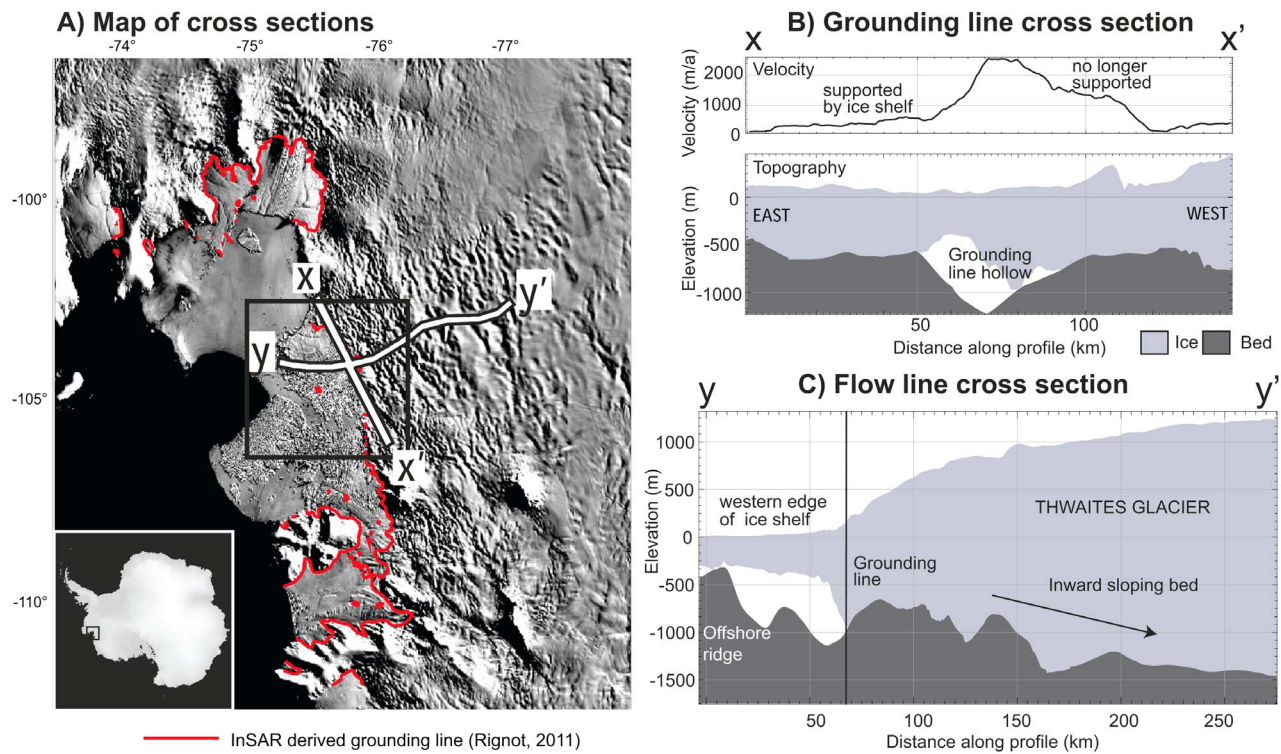 A) Map of cross sections
-74° -75° -76° -77°
-100°
-105°
-110°
x
y
y'
x'
InSAR derived grounding line (Rignot, 2011)
B) Grounding line cross section
x x'
Velocity (m/a)
2000
1000
0
Velocity
supported
by ice shelf
no longer
supported
Elevation (m)
0
-500
-1000
Topography
EAST WEST
Grounding
line hollow
50 100
Distance along profile (km)
Ice Bed
C) Flow line cross section
y y'
Elevation (m)
1000
500
0
-500
-1000
-1500
western edge
of ice shelf
THWAITES GLACIER
Grounding
line
Inward sloping bed
Offshore
ridge
50 100 150 200 250
Distance along profile (km)